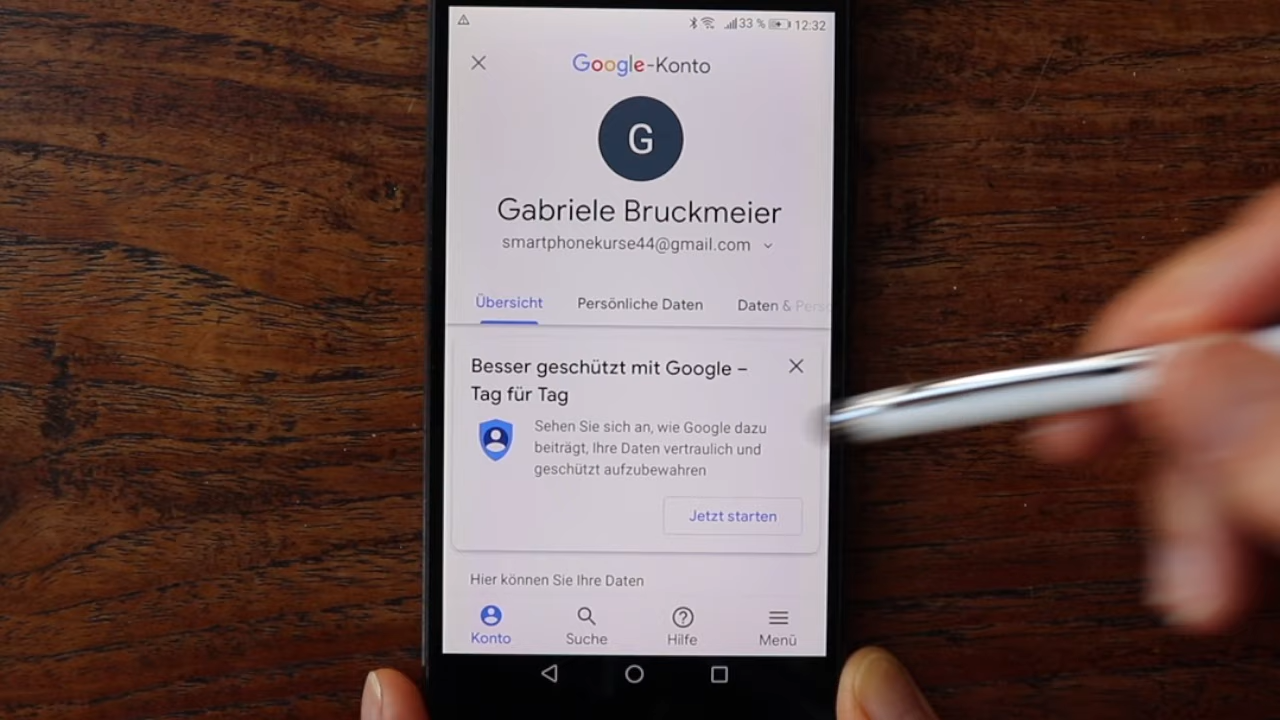 33 % 12:32
Google-Konto
G
Gabriele Bruckmeier
smartphonekurse44@gmail.com
Übersicht Persönliche Daten Daten & Pers
Besser geschützt mit Google –
Tag für Tag
Sehen Sie sich an, wie Google dazu
beiträgt, Ihre Daten vertraulich und
geschützt aufzubewahren
Jetzt starten
Hier können Sie Ihre Daten
Konto Suche Hilfe Menü